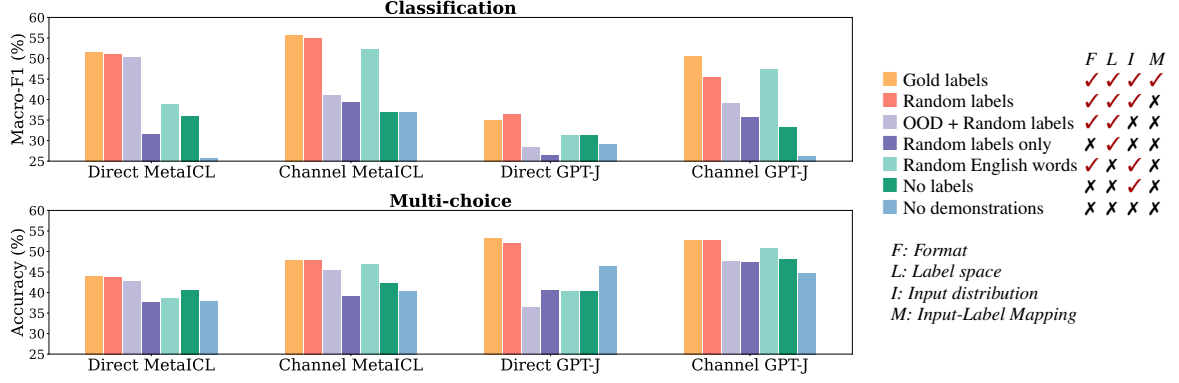 Classification
Macro-F1 (%)
60
55
50
45
40
35
30
25
Direct MetaICL Channel MetaICL Direct GPT-J Channel GPT-J
Multi-choice
Accuracy (%)
60
55
50
45
40
35
30
25
Direct MetaICL Channel MetaICL Direct GPT-J Channel GPT-J
F L I M
Gold labels ✓ ✓ ✓ ✓
Random labels ✓ ✓ ✓ ✗
OOD + Random labels ✓ ✓ ✗ ✗
Random labels only ✗ ✓ ✗ ✗
Random English words ✓ ✗ ✓ ✗
No labels ✗ ✗ ✓ ✗
No demonstrations ✗ ✗ ✗ ✗
F: Format
L: Label space
I: Input distribution
M: Input-Label Mapping